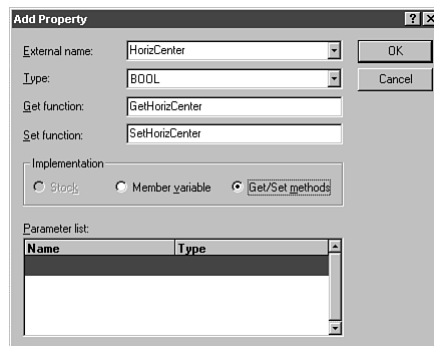 Add Property
External name: HorizCenter OK
Type: BOOL Cancel
Get function: GetHorizCenter
Set function: SetHorizCenter
Implementation
Stock Member variable Get/Set methods
Parameter list:
Name Type